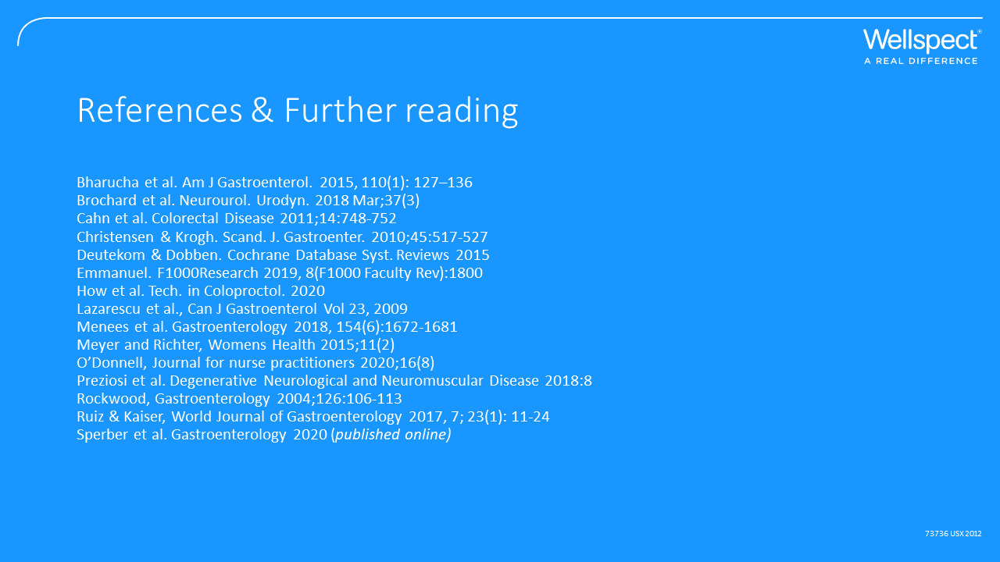 Wellspect®
A REAL DIFFERENCE
References & Further reading
Bharucha et al. Am J Gastroenterol. 2015, 110(1): 127–136
Brochard et al. Neurourol. Urodyn. 2018 Mar;37(3)
Cahn et al. Colorectal Disease 2011;14:748-752
Christensen & Krogh. Scand. J. Gastroenter. 2010;45:517-527
Deutekom & Dobben. Cochrane Database Syst. Reviews 2015
Emmanuel. F1000Research 2019, 8(F1000 Faculty Rev):1800
How et al. Tech. in Coloproctol. 2020
Lazarescu et al., Can J Gastroenterol Vol 23, 2009
Menees et al. Gastroenterology 2018, 154(6):1672-1681
Meyer and Richter, Womens Health 2015;11(2)
O’Donnell, Journal for nurse practitioners 2020;16(8)
Preziosi et al. Degenerative Neurological and Neuromuscular Disease 2018:8
Rockwood, Gastroenterology 2004;126:106-113
Ruiz & Kaiser, World Journal of Gastroenterology 2017, 7; 23(1): 11-24
Sperber et al. Gastroenterology 2020 (published online)
73736 USX 2012